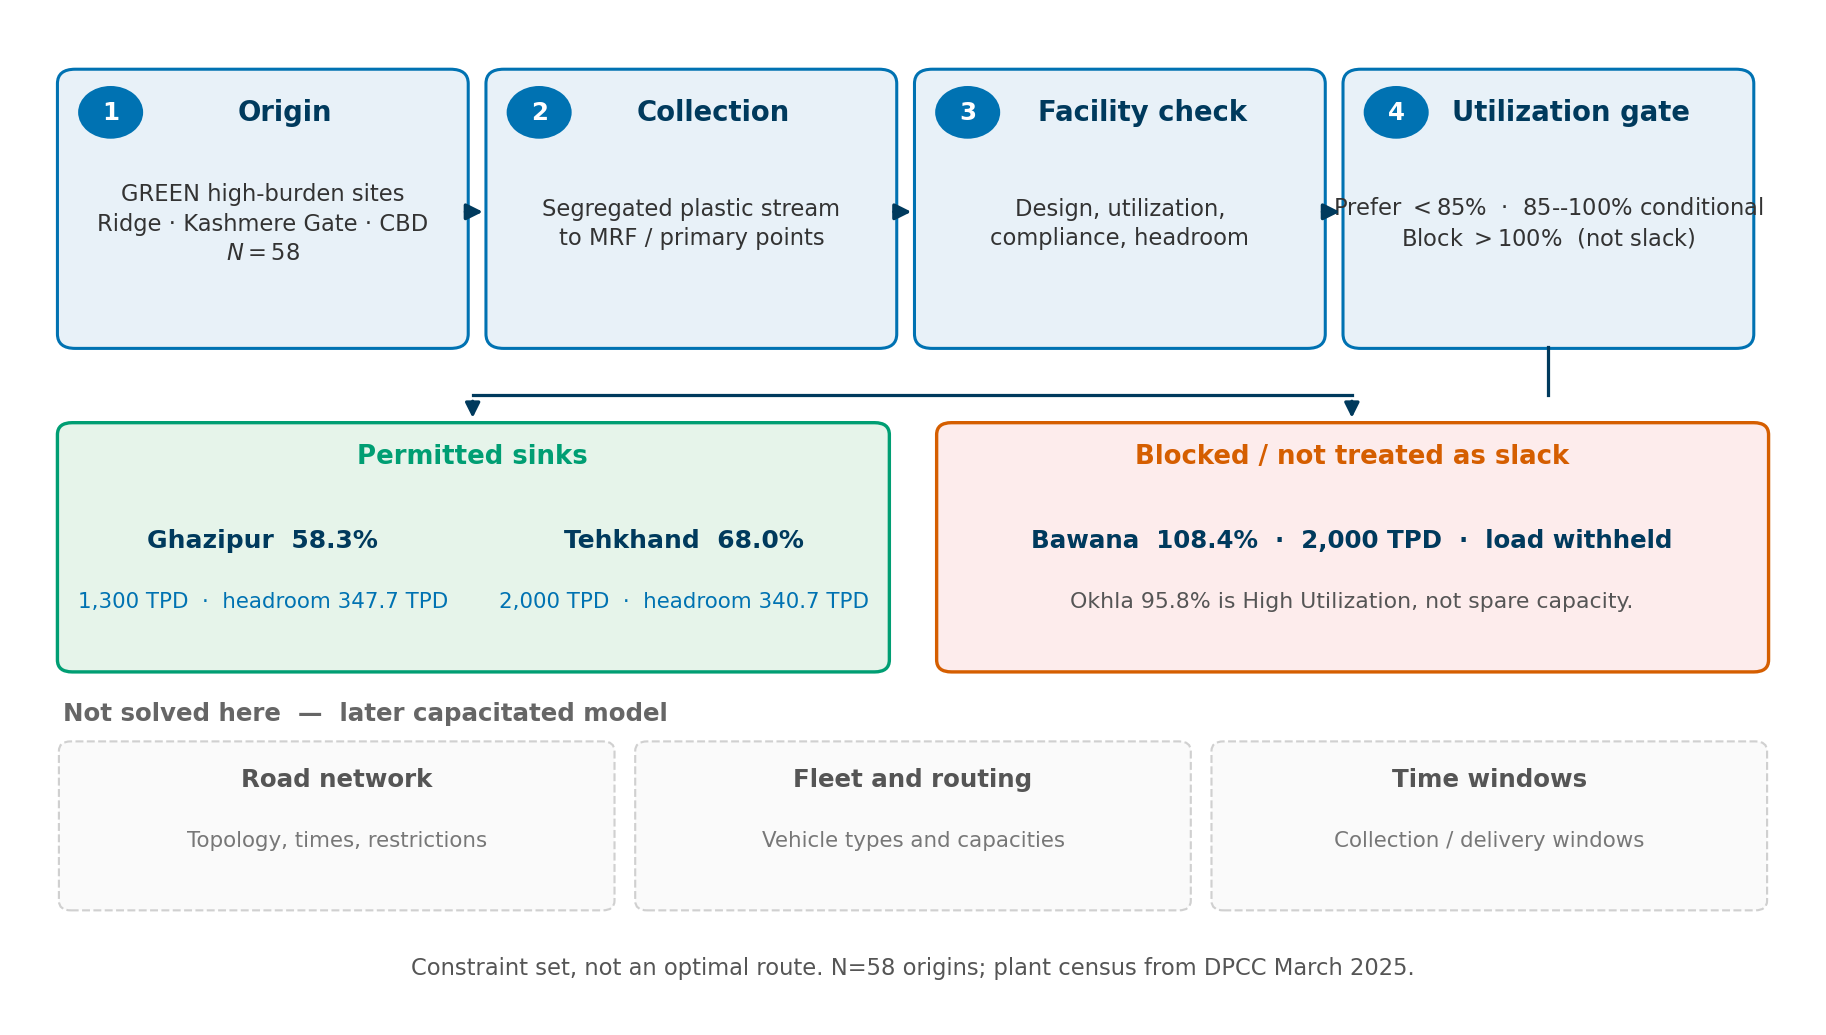 1 Origin
GREEN high-burden sites
Ridge · Kashmere Gate · CBD
N = 58
2 Collection
Segregated plastic stream
to MRF / primary points
3 Facility check
Design, utilization,
compliance, headroom
4 Utilization gate
Prefer < 85% · 85--100% conditional
Block > 100% (not slack)
Permitted sinks
Ghazipur 58.3%
1,300 TPD · headroom 347.7 TPD
Tehkhand 68.0%
2,000 TPD · headroom 340.7 TPD
Blocked / not treated as slack
Bawana 108.4% · 2,000 TPD · load withheld
Okhla 95.8% is High Utilization, not spare capacity.
Not solved here — later capacitated model
Road network
Topology, times, restrictions
Fleet and routing
Vehicle types and capacities
Time windows
Collection / delivery windows
Constraint set, not an optimal route. N=58 origins; plant census from DPCC March 2025.